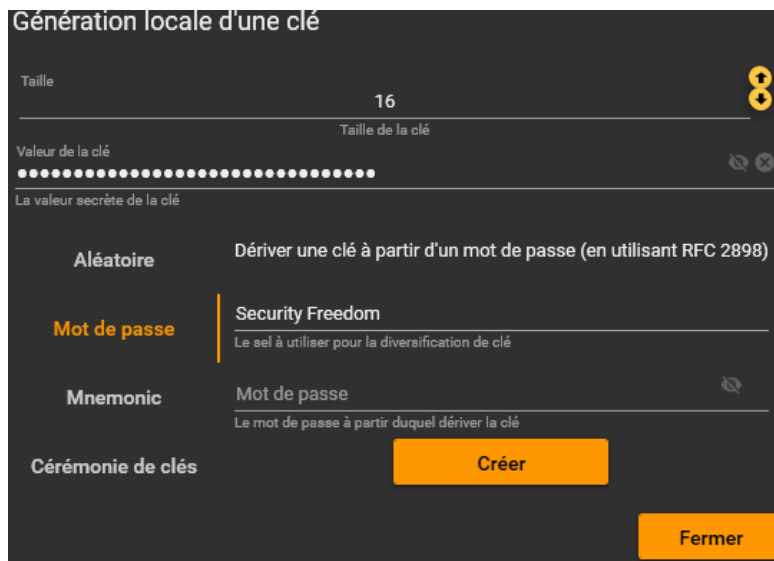 Génération locale d'une clé
Taille
16
Taille de la clé
Valeur de la clé
••••••••••••••••••••••••••••••••
La valeur secrète de la clé
Aléatoire
Dériver une clé à partir d'un mot de passe (en utilisant RFC 2898)
Mot de passe
Security Freedom
Le sel à utiliser pour la diversification de clé
Mnemonic
Mot de passe
Le mot de passe à partir duquel dériver la clé
Cérémonie de clés
Créer
Fermer